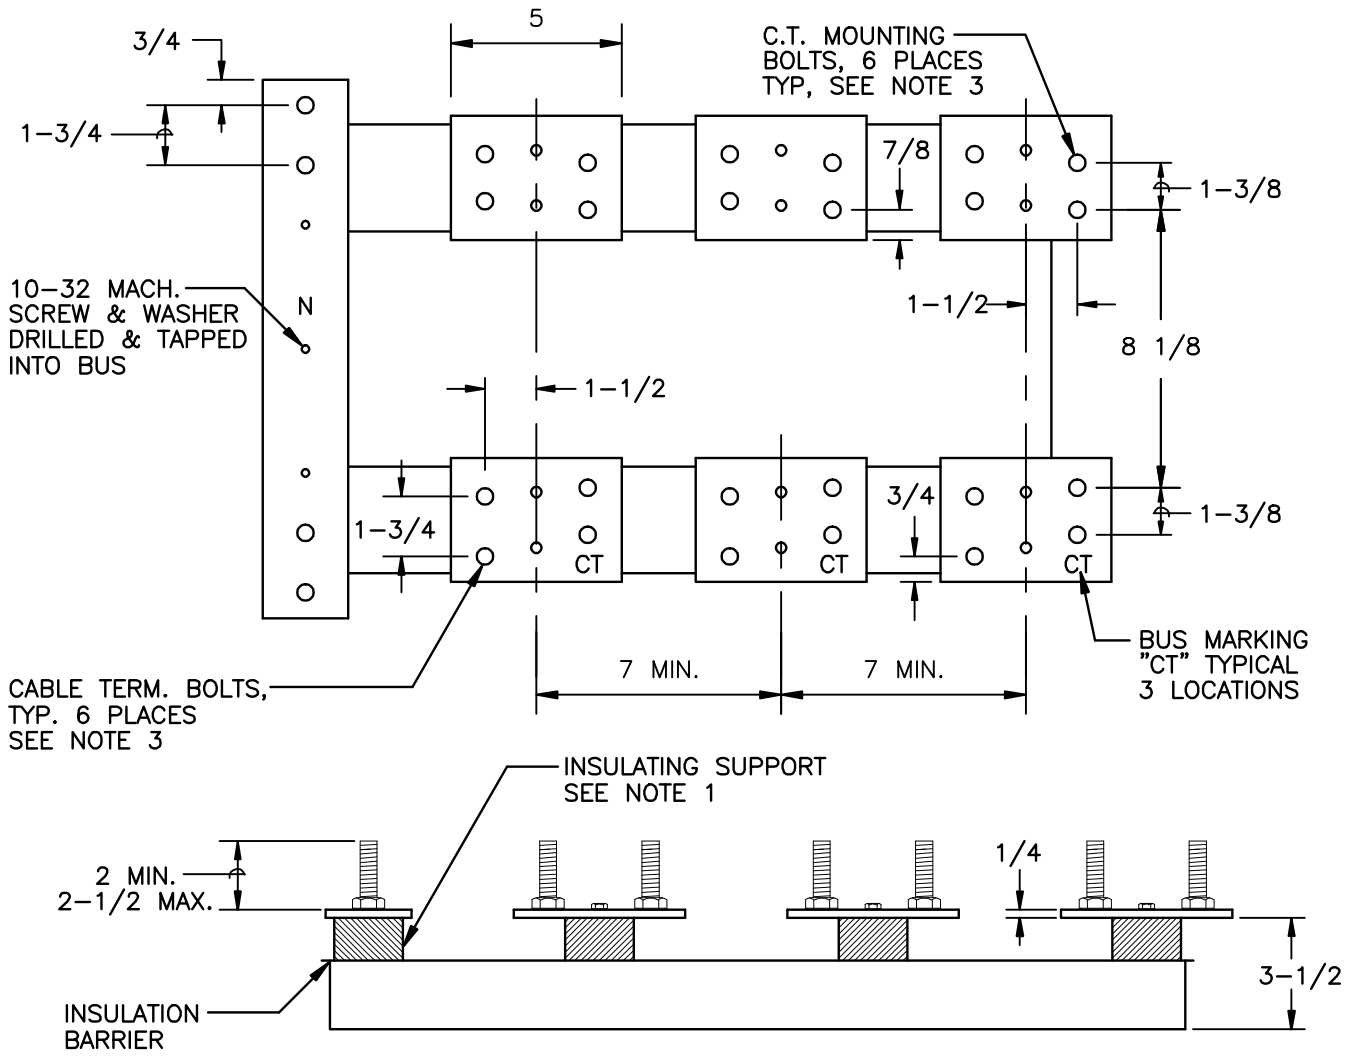 5
3/4
C.T. MOUNTING
BOLTS, 6 PLACES
TYP, SEE NOTE 3
1-3/4
7/8
1-3/8
10-32 MACH.
SCREW & WASHER
DRILLED & TAPPED
INTO BUS
N
1-1/2
8 1/8
1-1/2
3/4
1-3/4
1-3/8
CT
CT
CT
BUS MARKING
"CT" TYPICAL
3 LOCATIONS
7 MIN.
7 MIN.
CABLE TERM. BOLTS,
TYP. 6 PLACES
SEE NOTE 3
INSULATING SUPPORT
SEE NOTE 1
2 MIN.
2-1/2 MAX.
1/4
3-1/2
INSULATION
BARRIER